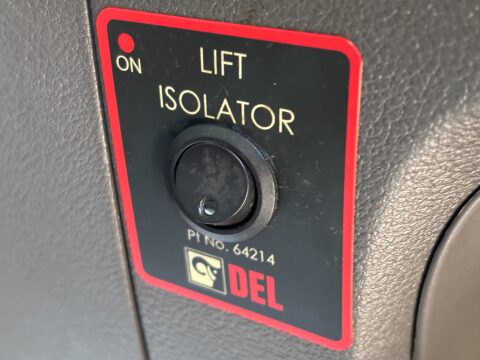 ON
LIFT
ISOLATOR
Pt No. 64214
DEL